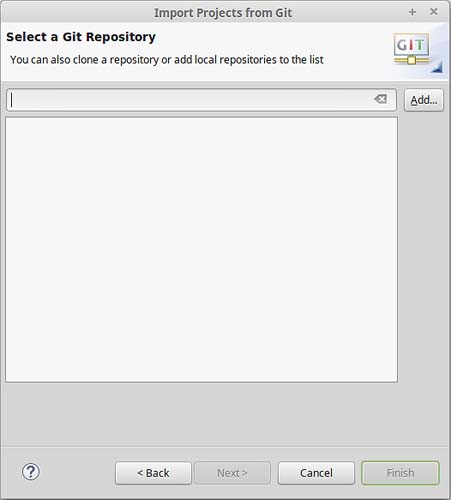 Import Projects from Git
Select a Git Repository
You can also clone a repository or add local repositories to the list
GIT
Add...
?
< Back
Next >
Cancel
Finish